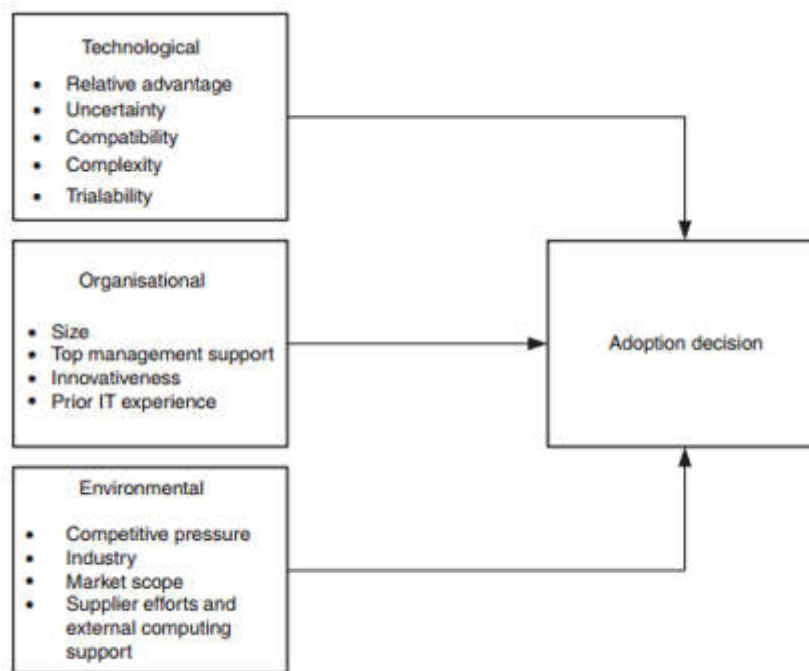 Technological
• Relative advantage
• Uncertainty
• Compatibility
• Complexity
• Trialability
Organisational
• Size
• Top management support
• Innovativeness
• Prior IT experience
Adoption decision
Environmental
• Competitive pressure
• Industry
• Market scope
• Supplier efforts and
external computing
support